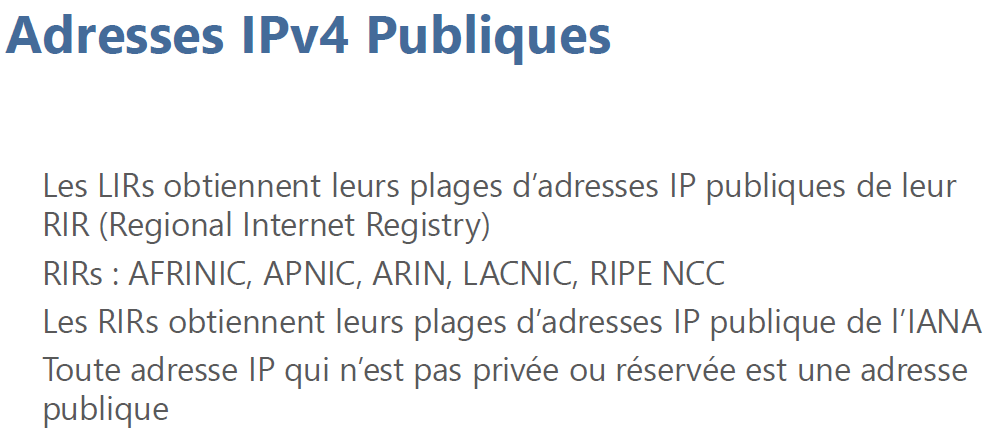 Adresses IPv4 Publiques
Les LIRs obtiennent leurs plages d’adresses IP publiques de leur
RIR (Regional Internet Registry)
RIRs : AFRINIC, APNIC, ARIN, LACNIC, RIPE NCC
Les RIRs obtiennent leurs plages d’adresses IP publique de l’IANA
Toute adresse IP qui n’est pas privée ou réservée est une adresse
publique